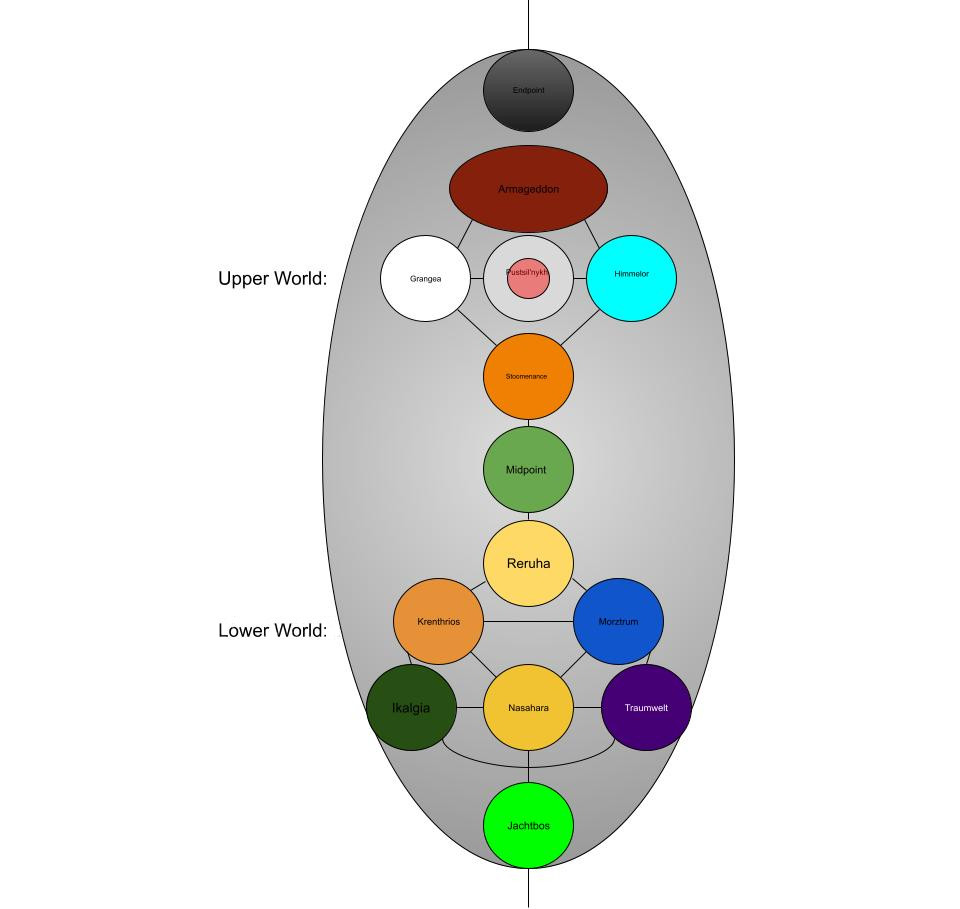 Endpoint
Armageddon
Upper World:
Grangea
Pustsil'nykh
Himmelor
Stoomenance
Midpoint
Reruha
Krenthrios
Morztrum
Lower World:
Ikalgia
Nasahara
Traumwelt
Jachtbos